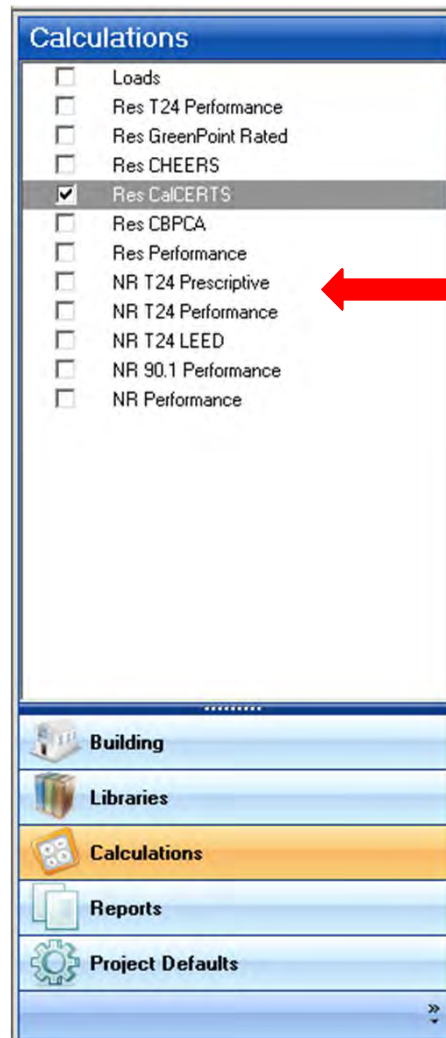 Calculations
Loads
Res T24 Performance
Res GreenPoint Rated
Res CHEERS
Res CalCERTS
Res CBPCA
Res Performance
NR T24 Prescriptive
NR T24 Performance
NR T24 LEED
NR 90.1 Performance
NR Performance
Building
Libraries
Calculations
Reports
Project Defaults